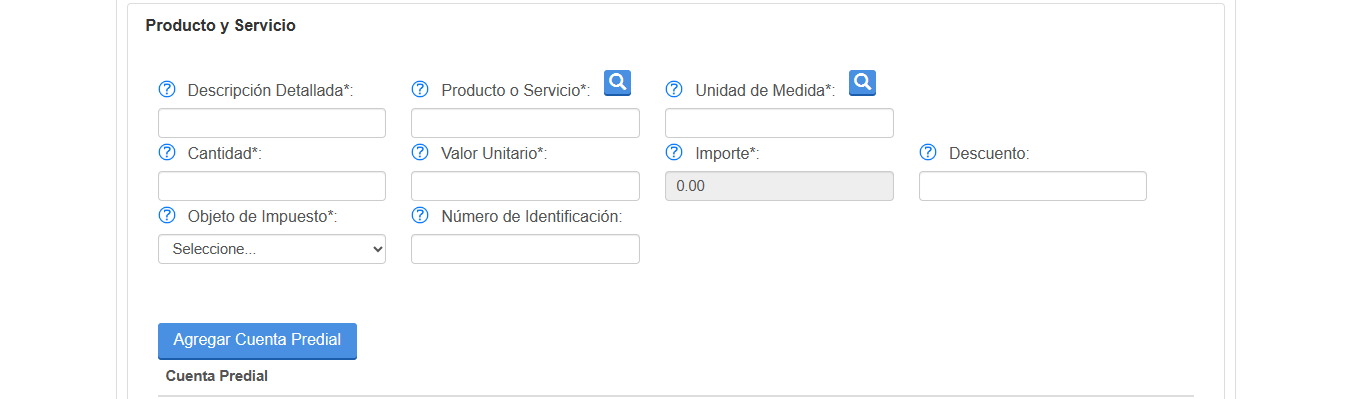 Producto y Servicio
Descripción Detallada*: Producto o Servicio*: Unidad de Medida*:
Cantidad*: Valor Unitario*: Importe*: Descuento:
0.00
Objeto de Impuesto*: Número de Identificación:
Seleccione...
Agregar Cuenta Predial
Cuenta Predial